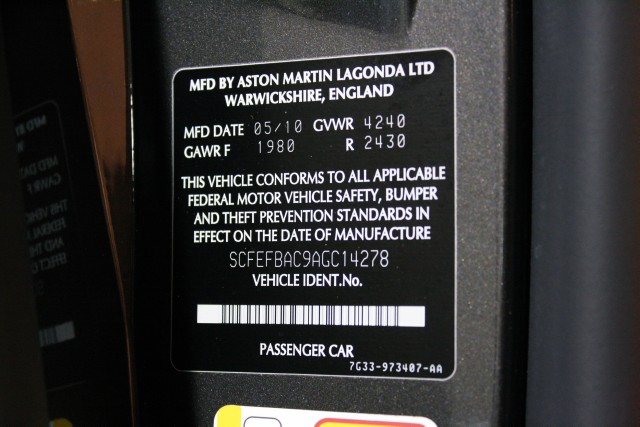 MFD BY ASTON MARTIN LAGONDA LTD
WARWICKSHIRE, ENGLAND
MFD DATE 05/10 GVWR 4240
GAWR F 1980 R 2430
THIS VEHICLE CONFORMS TO ALL APPLICABLE
FEDERAL MOTOR VEHICLE SAFETY, BUMPER
AND THEFT PREVENTION STANDARDS IN
EFFECT ON THE DATE OF MANUFACTURE
SCFEFBAC9AGC14278
VEHICLE IDENT.No.
PASSENGER CAR
7G33-973407-AA